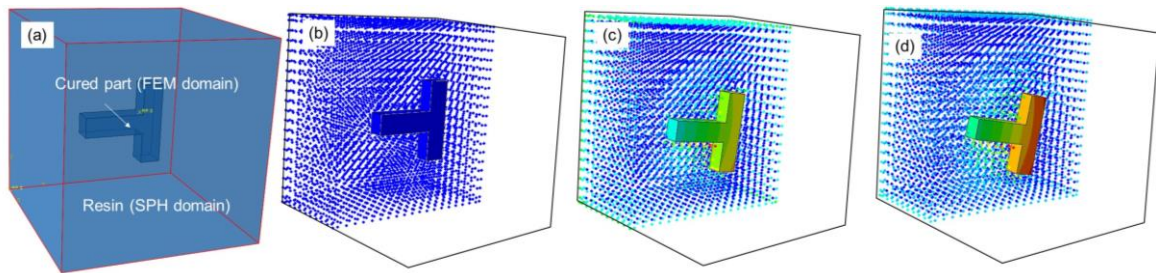 (a)
Cured part (FEM domain)
Resin (SPH domain)
(b)
(c)
(d)